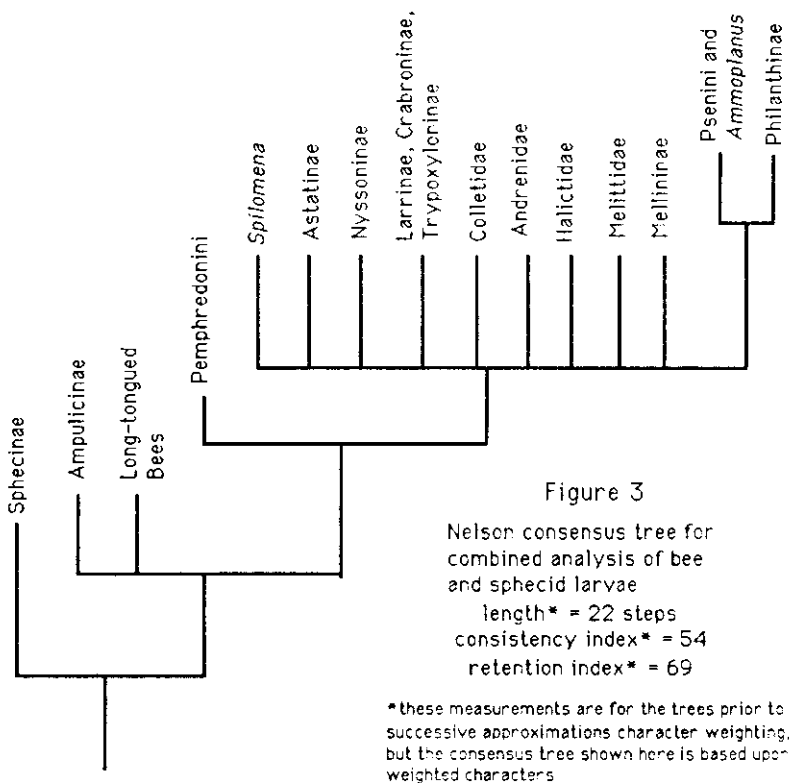 Sphecinae
Ampulicinae
Long-tongued
Bees
Pemphredonini
Spilomena
Astatinae
Nyssoninae
Larrinae, Crabroninae,
Trypoxylcrinae
Colletidae
Andrenidae
Halictidae
Melittidae
Mellininae
Psenini and
Ammoplanus
Philanthinae
Figure 3
Nelson consensus tree for
combined analysis of bee
and sphecid larvae
length* = 22 steps
consistency index* = 54
retention index* = 69
*these measurements are for the trees prior to
successive approximations character weighting,
but the consensus tree shown here is based upon
weighted characters